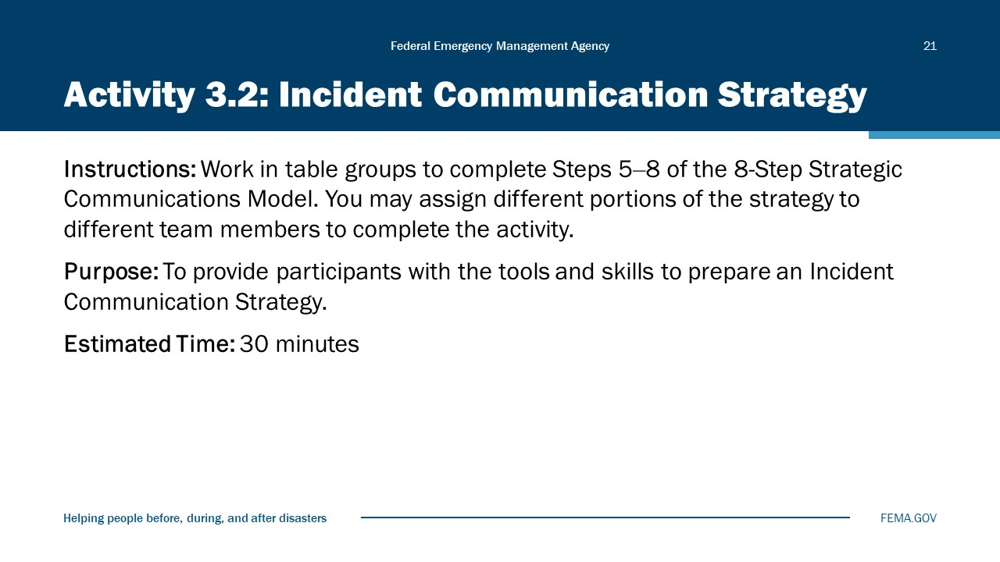 Federal Emergency Management Agency
21
Activity 3.2: Incident Communication Strategy
Instructions: Work in table groups to complete Steps 5–8 of the 8-Step Strategic
Communications Model. You may assign different portions of the strategy to
different team members to complete the activity.
Purpose: To provide participants with the tools and skills to prepare an Incident
Communication Strategy.
Estimated Time: 30 minutes
Helping people before, during, and after disasters
FEMA.GOV